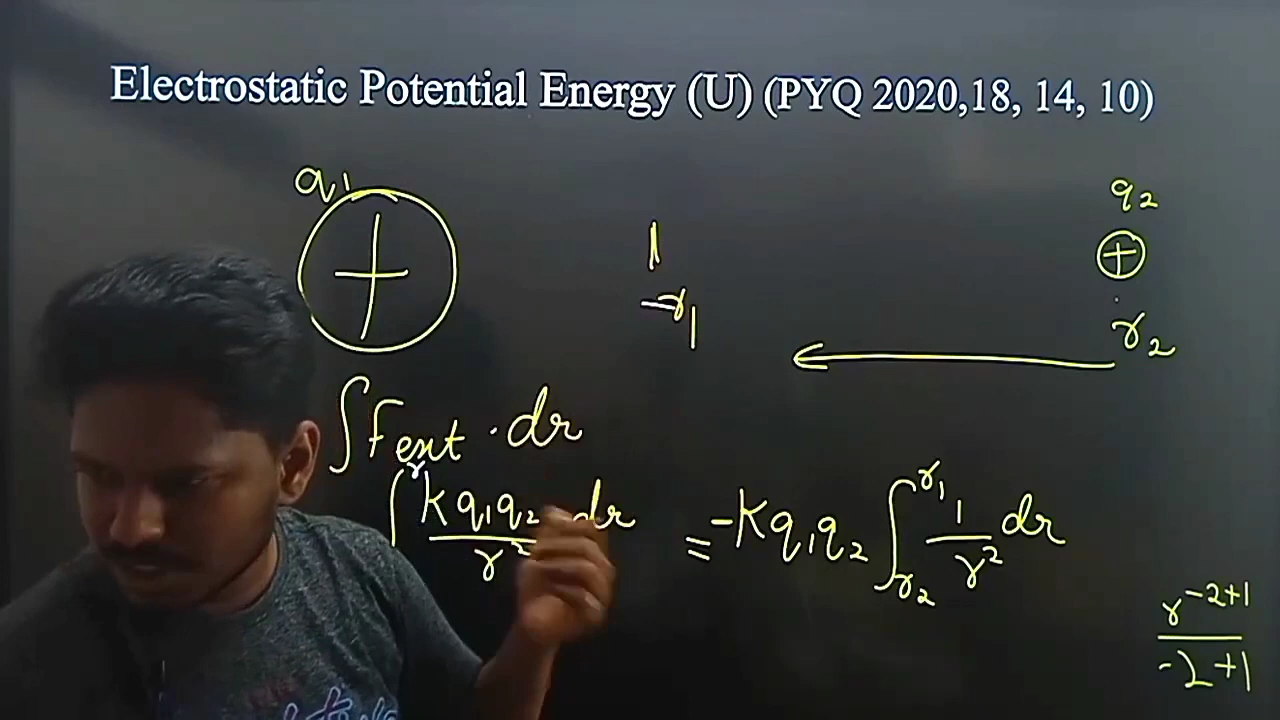 Electrostatic Potential Energy (U) (PYQ 2020,18, 14, 10)
q₁
q₂
r₁
r₂
∫ Fext · dr
∫ kq₁q₂/r² dr = -kq₁q₂ ∫_{r₂}^{r₁} 1/r² dr
r⁻²⁺¹/-2+1